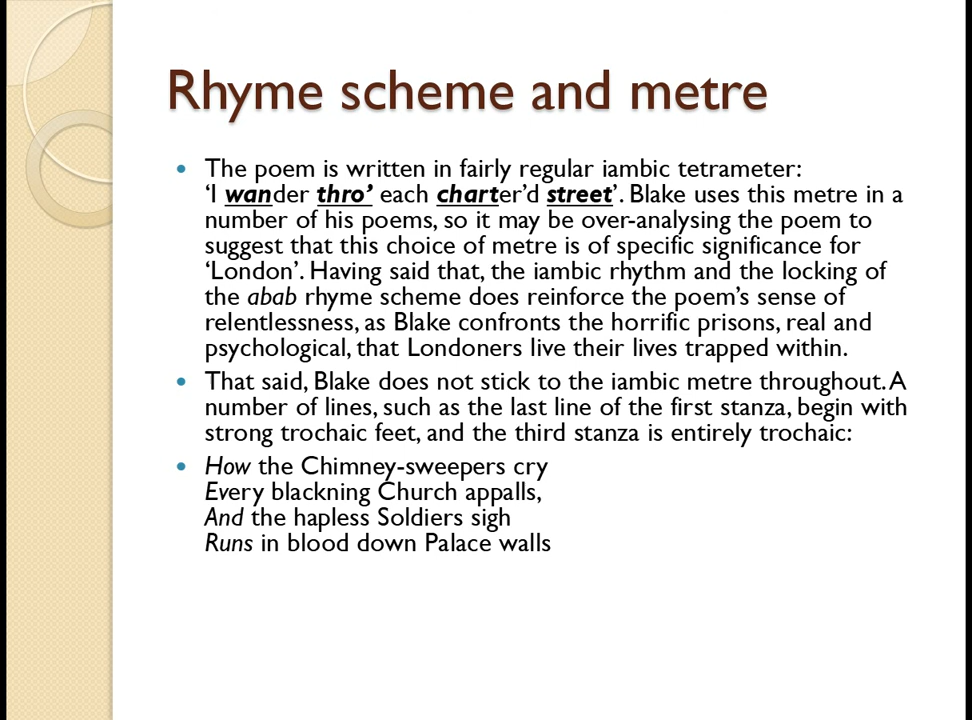 Rhyme scheme and metre
• The poem is written in fairly regular iambic tetrameter:
‘I wander thro’ each charter’d street’. Blake uses this metre in a
number of his poems, so it may be over-analysing the poem to
suggest that this choice of metre is of specific significance for
‘London’. Having said that, the iambic rhythm and the locking of
the abab rhyme scheme does reinforce the poem’s sense of
relentlessness, as Blake confronts the horrific prisons, real and
psychological, that Londoners live their lives trapped within.
• That said, Blake does not stick to the iambic metre throughout. A
number of lines, such as the last line of the first stanza, begin with
strong trochaic feet, and the third stanza is entirely trochaic:
• How the Chimney-sweepers cry
Every blackning Church appalls,
And the hapless Soldiers sigh
Runs in blood down Palace walls